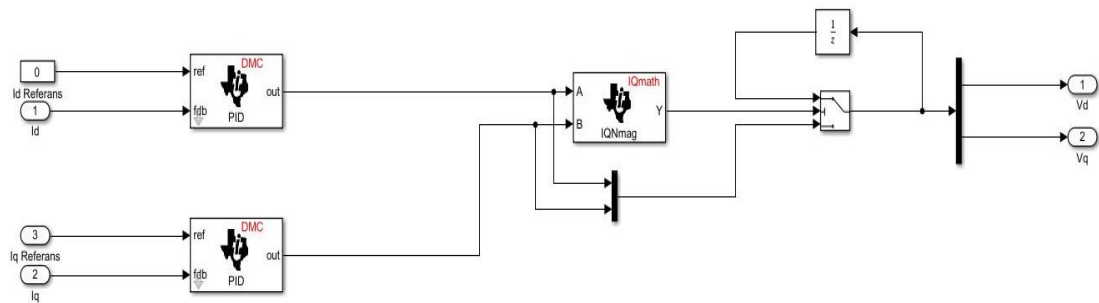 0
Id Referans
1
Id
DMC
ref
fdb
out
PID
3
Iq Referans
2
Iq
DMC
ref
fdb
out
PID
IQmath
A
B
Y
IQNmag
1
z
1
Vd
2
Vq